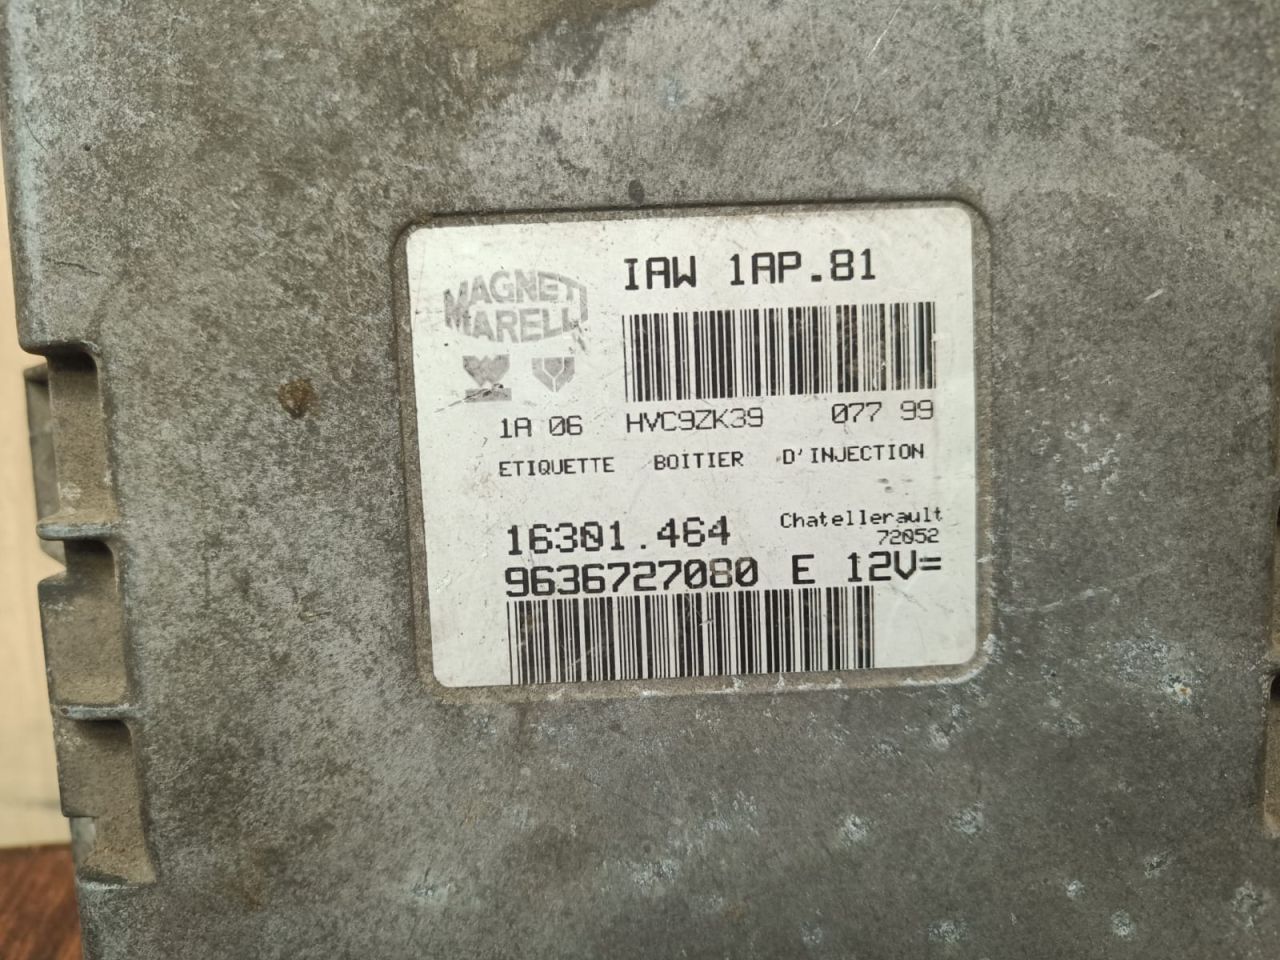 IAW 1AP.81
MAGNETI
MARELLI
1A 06 HVC9ZK39 077 99
ETIQUETTE BOITIER D'INJECTION
16301.464 Chatellerault
72052
9636727080 E 12V=